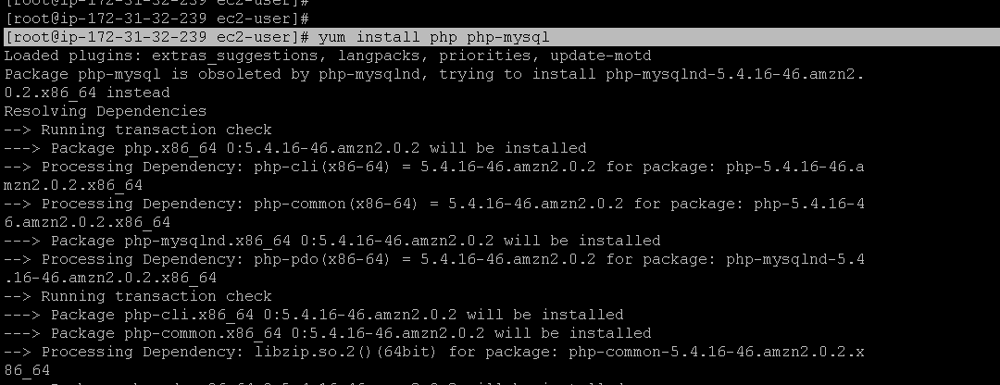 [root@ip-172-31-32-239 ec2-user]#
[root@ip-172-31-32-239 ec2-user]#
[root@ip-172-31-32-239 ec2-user]# yum install php php-mysql
Loaded plugins: extras_suggestions, langpacks, priorities, update-motd
Package php-mysql is obsoleted by php-mysqlnd, trying to install php-mysqlnd-5.4.16-46.amzn2.
0.2.x86_64 instead
Resolving Dependencies
--> Running transaction check
---> Package php.x86_64 0:5.4.16-46.amzn2.0.2 will be installed
--> Processing Dependency: php-cli(x86-64) = 5.4.16-46.amzn2.0.2 for package: php-5.4.16-46.a
mzn2.0.2.x86_64
--> Processing Dependency: php-common(x86-64) = 5.4.16-46.amzn2.0.2 for package: php-5.4.16-4
6.amzn2.0.2.x86_64
---> Package php-mysqlnd.x86_64 0:5.4.16-46.amzn2.0.2 will be installed
--> Processing Dependency: php-pdo(x86-64) = 5.4.16-46.amzn2.0.2 for package: php-mysqlnd-5.4
.16-46.amzn2.0.2.x86_64
--> Running transaction check
---> Package php-cli.x86_64 0:5.4.16-46.amzn2.0.2 will be installed
---> Package php-common.x86_64 0:5.4.16-46.amzn2.0.2 will be installed
--> Processing Dependency: libzip.so.2()(64bit) for package: php-common-5.4.16-46.amzn2.0.2.x
86_64